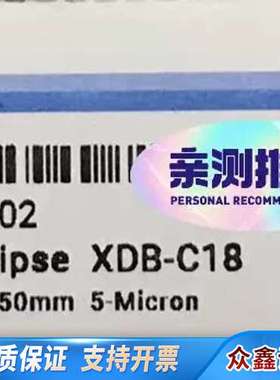 亲测推
PERSONAL RECOMM
02
ipse XDB-C18
50mm 5-Micron
质保证 支持开票
众鑫